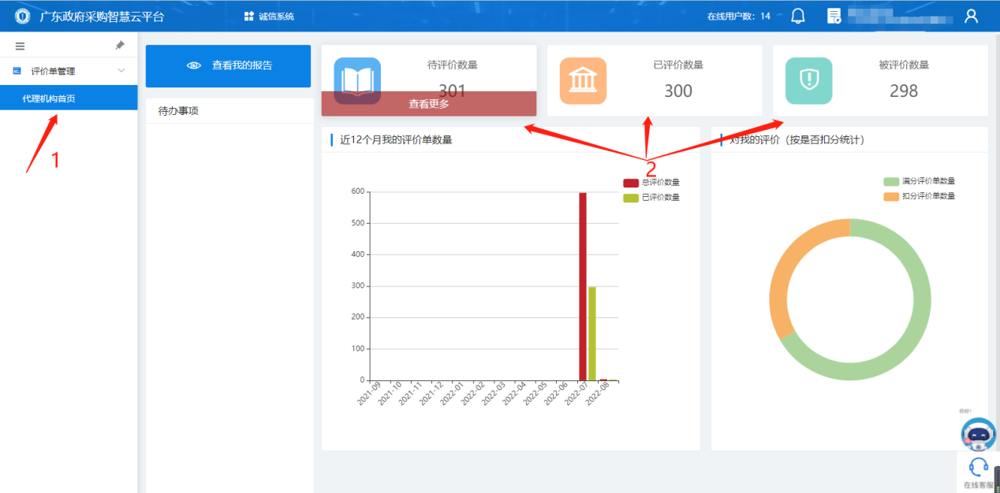 广东政府采购智慧云平台
诚信系统
在线用户数：14
评价单管理
代理机构首页
1
查看我的报告
待办事项
待评价数量
301
查看更多
已评价数量
300
被评价数量
298
2
近12个月我的评价单数量
总评价数量
已评价数量
600
500
400
300
200
100
0
2021-09
2021-10
2021-11
2021-12
2022-01
2022-02
2022-03
2022-04
2022-05
2022-06
2022-07
2022-08
对我的评价（按是否扣分统计）
满分评价单数量
扣分评价单数量
在线客服